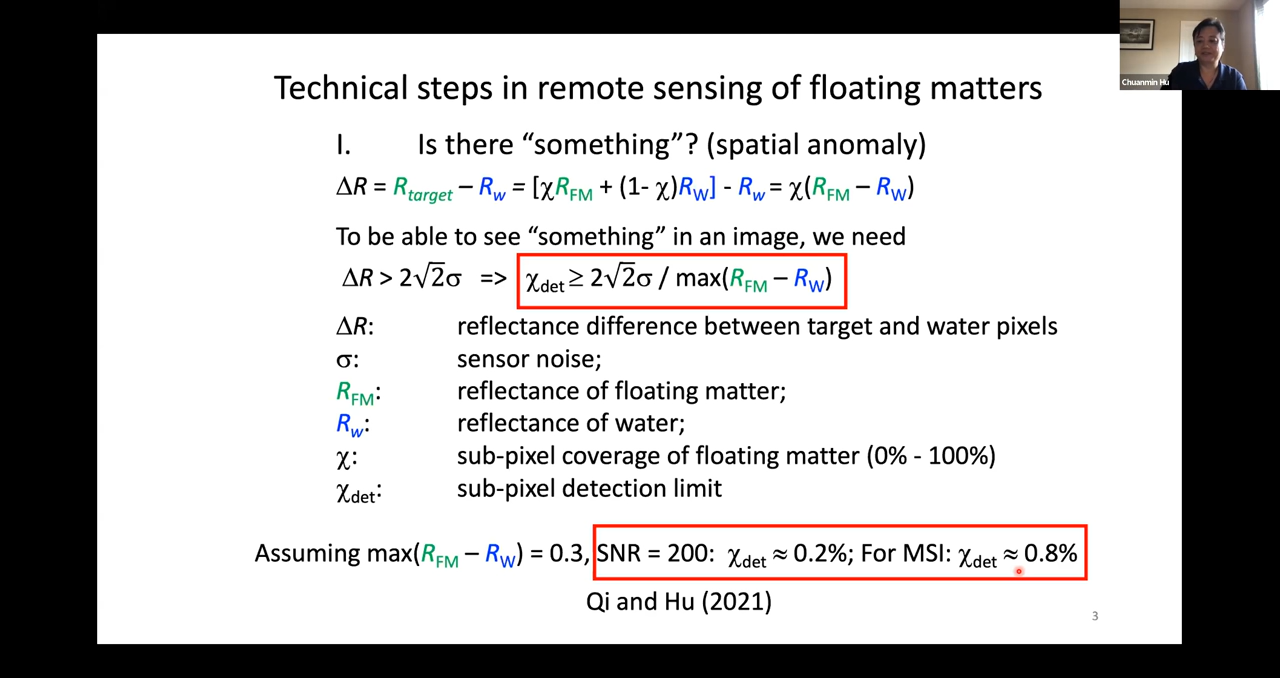 Chuanmin Hu
Technical steps in remote sensing of floating matters
I. Is there “something”? (spatial anomaly)
ΔR = Rtarget – Rw = [χRFM + (1- χ)RW] - Rw = χ(RFM – RW)
To be able to see “something” in an image, we need
ΔR > 2√2σ => χdet ≥ 2√2σ / max(RFM – RW)
ΔR: reflectance difference between target and water pixels
σ: sensor noise;
RFM: reflectance of floating matter;
Rw: reflectance of water;
χ: sub-pixel coverage of floating matter (0% - 100%)
χdet: sub-pixel detection limit
Assuming max(RFM – RW) = 0.3, SNR = 200: χdet ≈ 0.2%; For MSI: χdet ≈ 0.8%
Qi and Hu (2021)
3